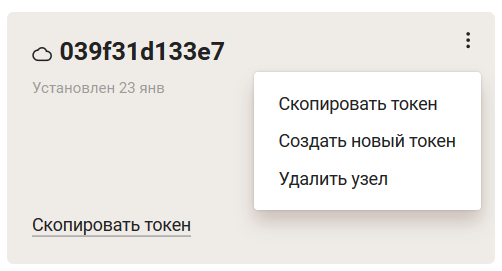 039f31d133e7
Установлен 23 янв
Скопировать токен
Создать новый токен
Удалить узел
Скопировать токен